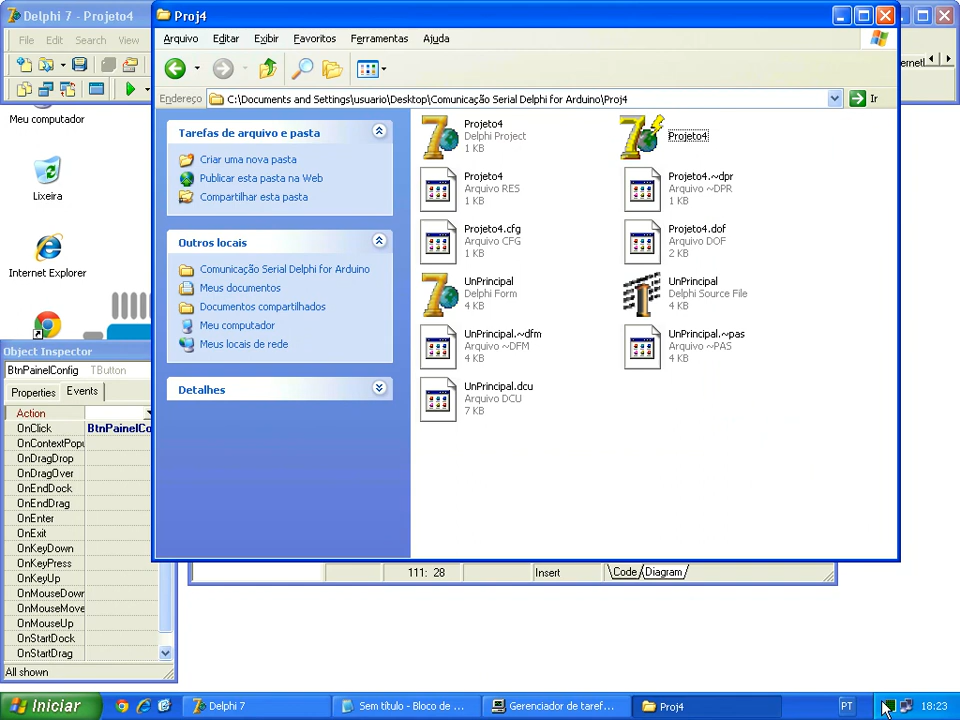 Delphi 7 - Projeto4
File Edit Search View
Proj4
Arquivo Editar Exibir Favoritos Ferramentas Ajuda
Endereço C:\Documents and Settings\usuario\Desktop\Comunicação Serial Delphi for Arduino\Proj4 Ir
Meu computador
Lixeira
Internet Explorer
Tarefas de arquivo e pasta
Criar uma nova pasta
Publicar esta pasta na Web
Compartilhar esta pasta
Outros locais
Comunicação Serial Delphi for Arduino
Meus documentos
Documentos compartilhados
Meu computador
Meus locais de rede
Detalhes
Projeto4
Delphi Project
1 KB
Projeto4
Projeto4
Arquivo RES
1 KB
Projeto4.~dpr
Arquivo ~DPR
1 KB
Projeto4.cfg
Arquivo CFG
1 KB
Projeto4.dof
Arquivo DOF
2 KB
UnPrincipal
Delphi Form
4 KB
UnPrincipal
Delphi Source File
4 KB
UnPrincipal.~dfm
Arquivo ~DFM
4 KB
UnPrincipal.~pas
Arquivo ~PAS
4 KB
UnPrincipal.dcu
Arquivo DCU
7 KB
Object Inspector
BtnPainelConfig TButton
Properties Events
Action
OnClick BtnPainelCo
OnContextPopu
OnDragDrop
OnDragOver
OnEndDock
OnEndDrag
OnEnter
OnExit
OnKeyDown
OnKeyPress
OnKeyUp
OnMouseDown
OnMouseMove
OnMouseUp
OnStartDock
OnStartDrag
All shown
111: 28 Insert Code Diagram
Iniciar Delphi 7 Sem título - Bloco de ... Gerenciador de taref... Proj4 PT 18:23